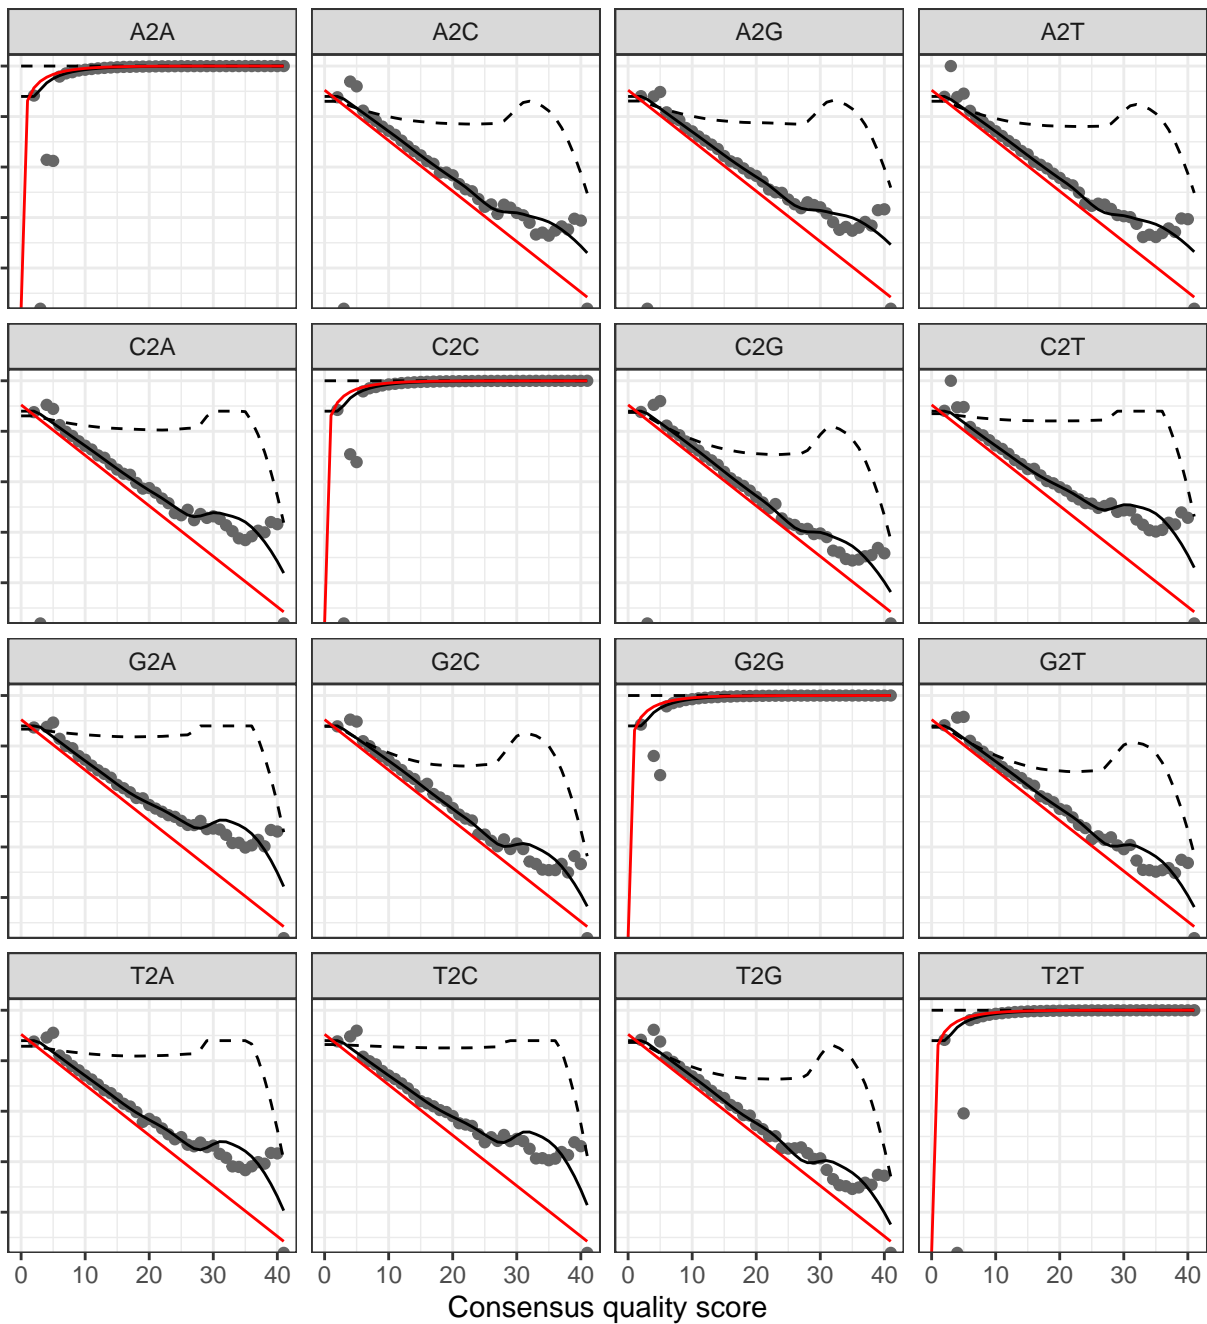 A2A A2C A2G A2T
C2A C2C C2G C2T
G2A G2C G2G G2T
T2A T2C T2G T2T
0 10 20 30 40 0 10 20 30 40 0 10 20 30 40 0 10 20 30 40
Consensus quality score